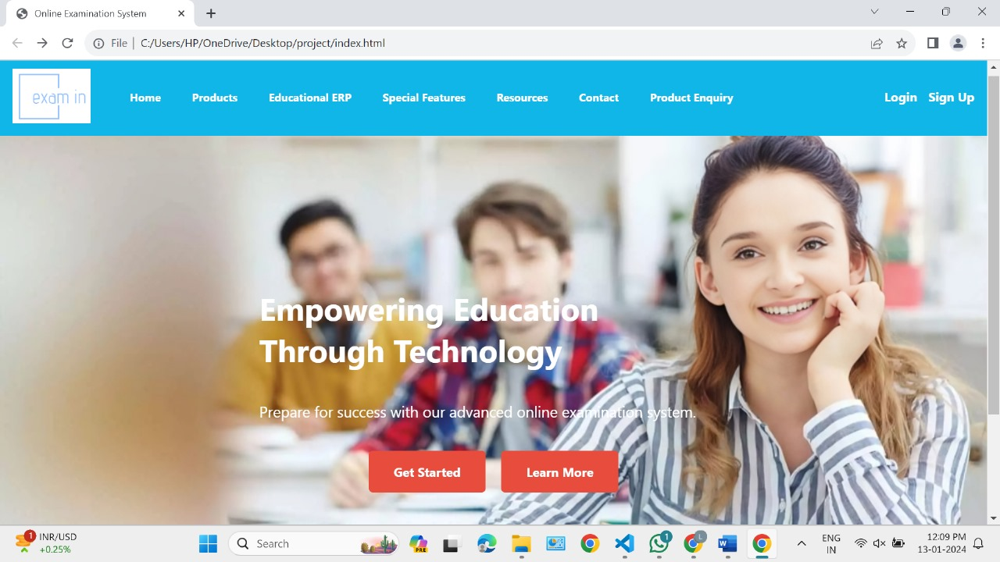 Online Examination System
File | C:/Users/HP/OneDrive/Desktop/project/index.html
exam in
Home Products Educational ERP Special Features Resources Contact Product Enquiry Login Sign Up
Empowering Education
Through Technology
Prepare for success with our advanced online examination system.
Get Started Learn More
1 INR/USD
+0.25%
Search
PRE
1
L
ENG
IN
12:09 PM
13-01-2024